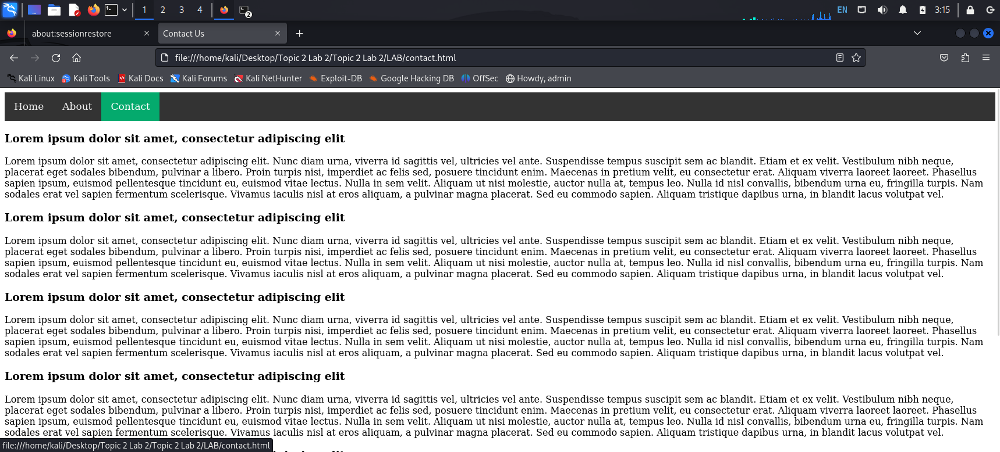 1 2 3 4 2 EN 3:15
about:sessionrestore Contact Us
file:///home/kali/Desktop/Topic 2 Lab 2/Topic 2 Lab 2/LAB/contact.html
Kali Linux Kali Tools Kali Docs Kali Forums Kali NetHunter Exploit-DB Google Hacking DB OffSec Howdy, admin
Home About Contact
Lorem ipsum dolor sit amet, consectetur adipiscing elit
Lorem ipsum dolor sit amet, consectetur adipiscing elit. Nunc diam urna, viverra id sagittis vel, ultricies vel ante. Suspendisse tempus suscipit sem ac blandit. Etiam et ex velit. Vestibulum nibh neque,
placerat eget sodales bibendum, pulvinar a libero. Proin turpis nisi, imperdiet ac felis sed, posuere tincidunt enim. Maecenas in pretium velit, eu consectetur erat. Aliquam viverra laoreet laoreet. Phasellus
sapien ipsum, euismod pellentesque tincidunt eu, euismod vitae lectus. Nulla in sem velit. Aliquam ut nisi molestie, auctor nulla at, tempus leo. Nulla id nisl convallis, bibendum urna eu, fringilla turpis. Nam
sodales erat vel sapien fermentum scelerisque. Vivamus iaculis nisl at eros aliquam, a pulvinar magna placerat. Sed eu commodo sapien. Aliquam tristique dapibus urna, in blandit lacus volutpat vel.
Lorem ipsum dolor sit amet, consectetur adipiscing elit
Lorem ipsum dolor sit amet, consectetur adipiscing elit. Nunc diam urna, viverra id sagittis vel, ultricies vel ante. Suspendisse tempus suscipit sem ac blandit. Etiam et ex velit. Vestibulum nibh neque,
placerat eget sodales bibendum, pulvinar a libero. Proin turpis nisi, imperdiet ac felis sed, posuere tincidunt enim. Maecenas in pretium velit, eu consectetur erat. Aliquam viverra laoreet laoreet. Phasellus
sapien ipsum, euismod pellentesque tincidunt eu, euismod vitae lectus. Nulla in sem velit. Aliquam ut nisi molestie, auctor nulla at, tempus leo. Nulla id nisl convallis, bibendum urna eu, fringilla turpis. Nam
sodales erat vel sapien fermentum scelerisque. Vivamus iaculis nisl at eros aliquam, a pulvinar magna placerat. Sed eu commodo sapien. Aliquam tristique dapibus urna, in blandit lacus volutpat vel.
Lorem ipsum dolor sit amet, consectetur adipiscing elit
Lorem ipsum dolor sit amet, consectetur adipiscing elit. Nunc diam urna, viverra id sagittis vel, ultricies vel ante. Suspendisse tempus suscipit sem ac blandit. Etiam et ex velit. Vestibulum nibh neque,
placerat eget sodales bibendum, pulvinar a libero. Proin turpis nisi, imperdiet ac felis sed, posuere tincidunt enim. Maecenas in pretium velit, eu consectetur erat. Aliquam viverra laoreet laoreet. Phasellus
sapien ipsum, euismod pellentesque tincidunt eu, euismod vitae lectus. Nulla in sem velit. Aliquam ut nisi molestie, auctor nulla at, tempus leo. Nulla id nisl convallis, bibendum urna eu, fringilla turpis. Nam
sodales erat vel sapien fermentum scelerisque. Vivamus iaculis nisl at eros aliquam, a pulvinar magna placerat. Sed eu commodo sapien. Aliquam tristique dapibus urna, in blandit lacus volutpat vel.
Lorem ipsum dolor sit amet, consectetur adipiscing elit
Lorem ipsum dolor sit amet, consectetur adipiscing elit. Nunc diam urna, viverra id sagittis vel, ultricies vel ante. Suspendisse tempus suscipit sem ac blandit. Etiam et ex velit. Vestibulum nibh neque,
placerat eget sodales bibendum, pulvinar a libero. Proin turpis nisi, imperdiet ac felis sed, posuere tincidunt enim. Maecenas in pretium velit, eu consectetur erat. Aliquam viverra laoreet laoreet. Phasellus
sapien ipsum, euismod pellentesque tincidunt eu, euismod vitae lectus. Nulla in sem velit. Aliquam ut nisi molestie, auctor nulla at, tempus leo. Nulla id nisl convallis, bibendum urna eu, fringilla turpis. Nam
sodales erat vel sapien fermentum scelerisque. Vivamus iaculis nisl at eros aliquam, a pulvinar magna placerat. Sed eu commodo sapien. Aliquam tristique dapibus urna, in blandit lacus volutpat vel.
file:///home/kali/Desktop/Topic 2 Lab 2/Topic 2 Lab 2/LAB/contact.html